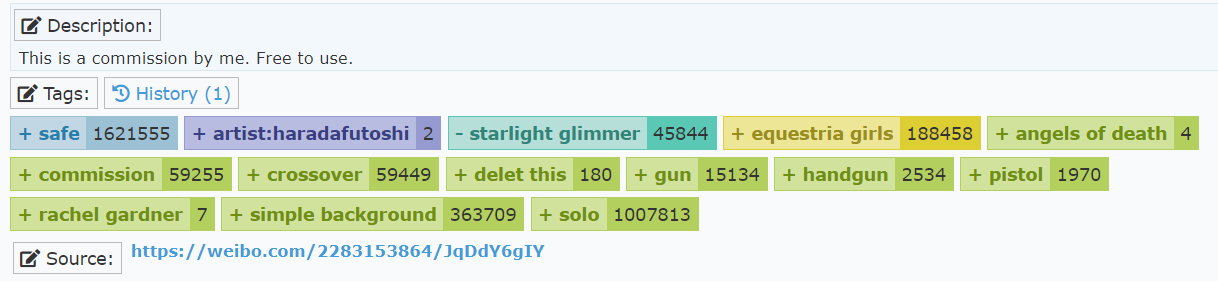 Description:
This is a commission by me. Free to use.
Tags: History (1)
+ safe 1621555 + artist:haradafutoshi 2 - starlight glimmer 45844 + equestria girls 188458 + angels of death 4
+ commission 59255 + crossover 59449 + delet this 180 + gun 15134 + handgun 2534 + pistol 1970
+ rachel gardner 7 + simple background 363709 + solo 1007813
Source: https://weibo.com/2283153864/JqDdY6gIY